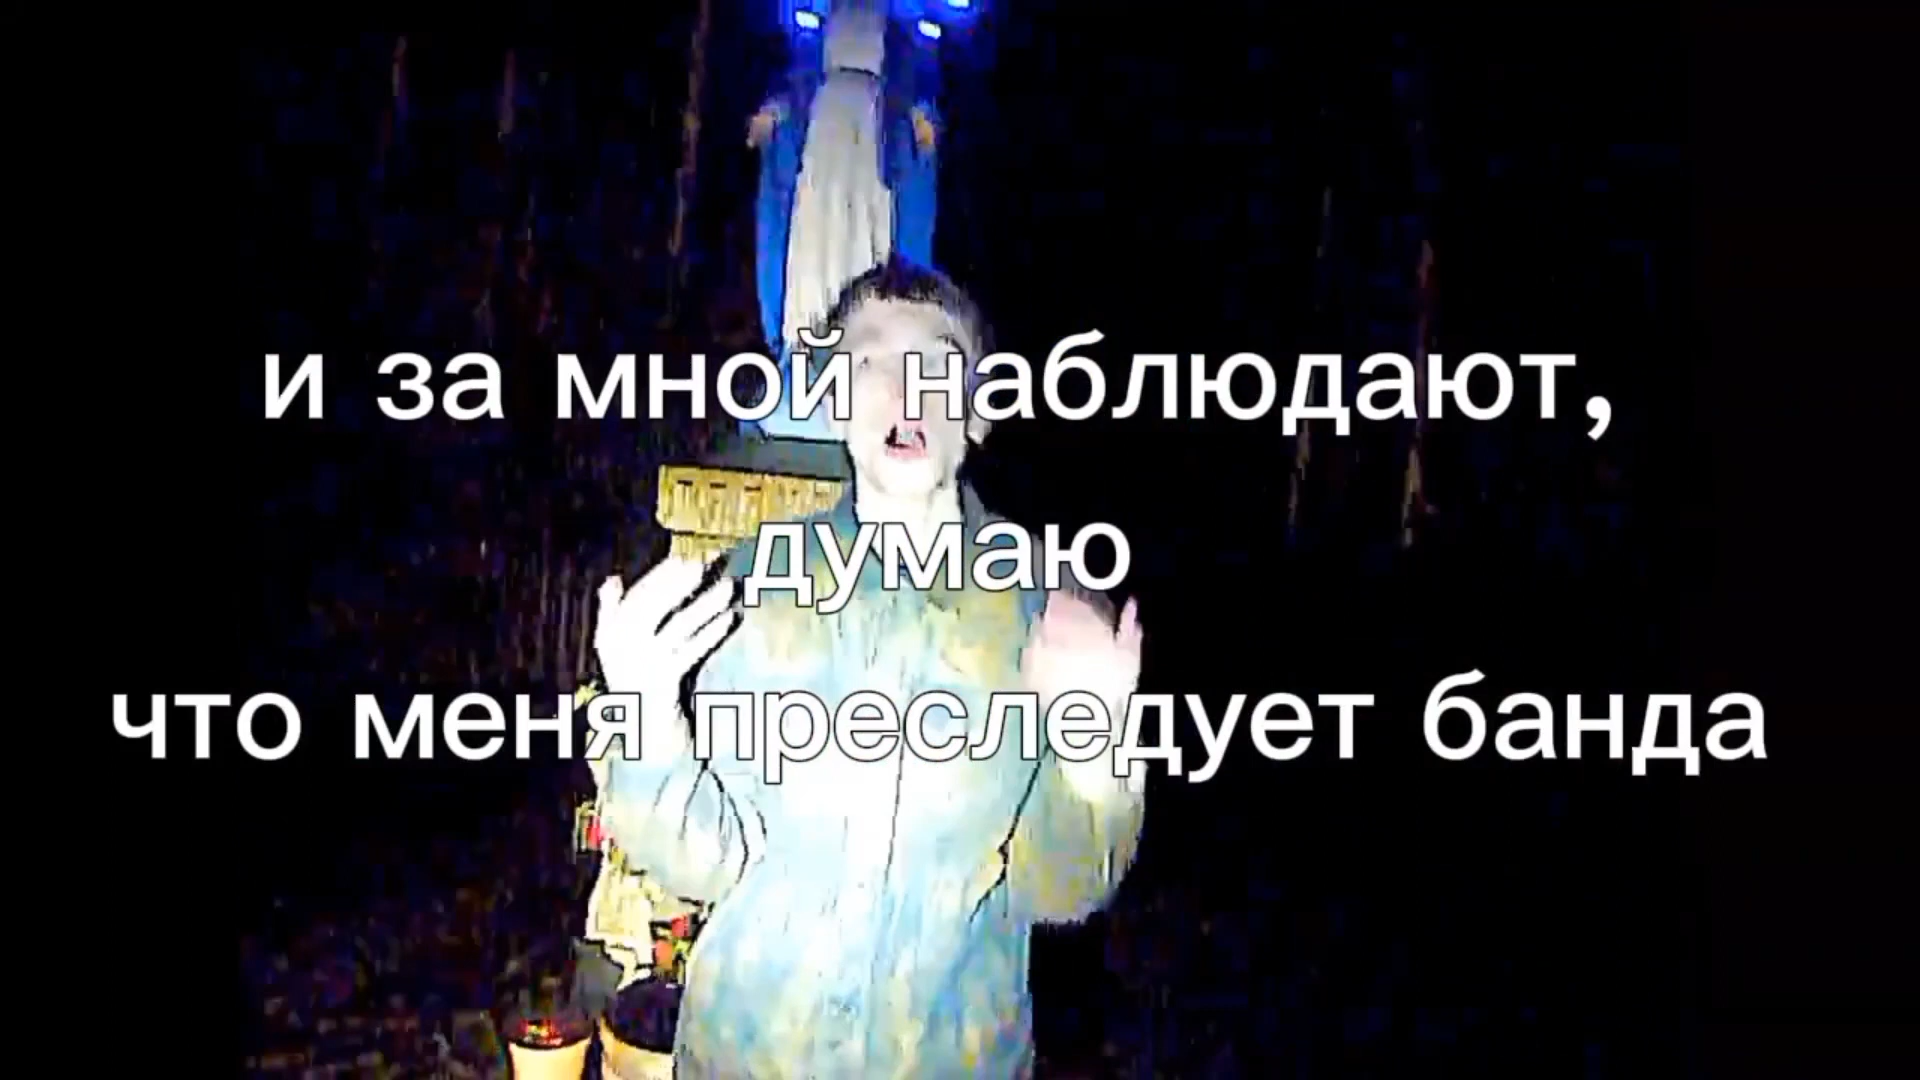 и за мной наблюдают,
думаю
что меня преследует банда